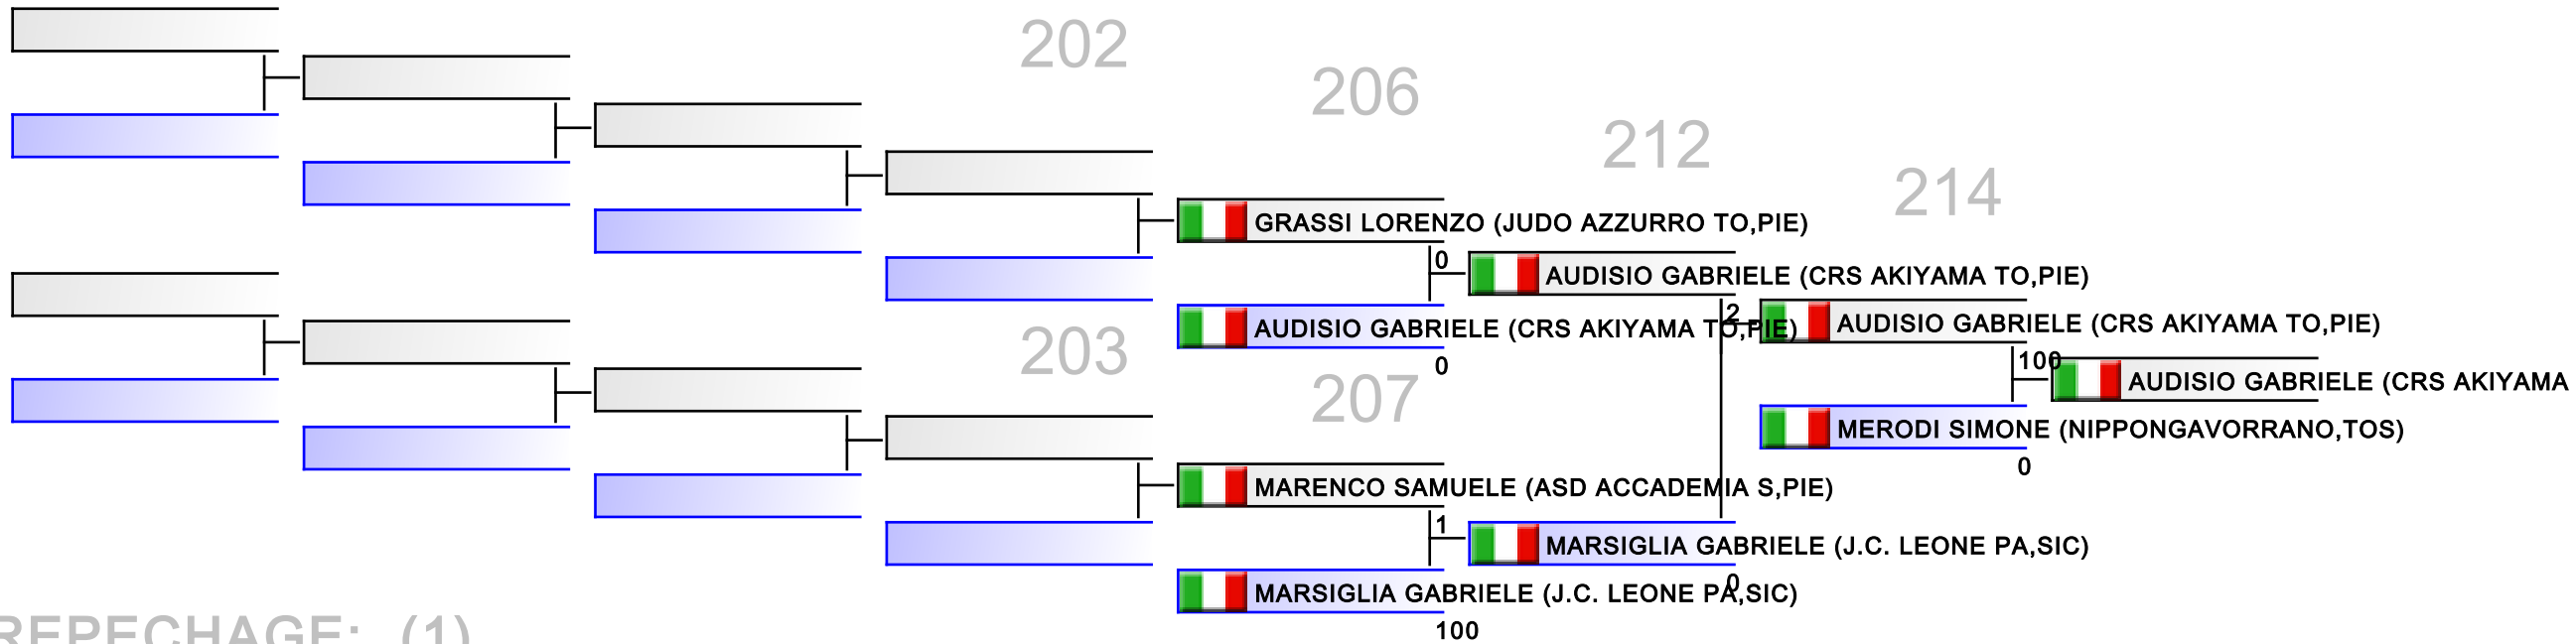 202
206
212
214
GRASSI LORENZO (JUDO AZZURRO TO,PIE)
0
AUDISIO GABRIELE (CRS AKIYAMA TO,PIE)
2
AUDISIO GABRIELE (CRS AKIYAMA TO,PIE)
AUDISIO GABRIELE (CRS AKIYAMA TO,PIE)
203
0
100
207
AUDISIO GABRIELE (CRS AKIYAMA
MERODI SIMONE (NIPPONGAVORRANO,TOS)
0
MARENCO SAMUELE (ASD ACCADEMIA S,PIE)
1
MARSIGLIA GABRIELE (J.C. LEONE PA,SIC)
0
MARSIGLIA GABRIELE (J.C. LEONE PA,SIC)
REPECHAGE: (1)
100